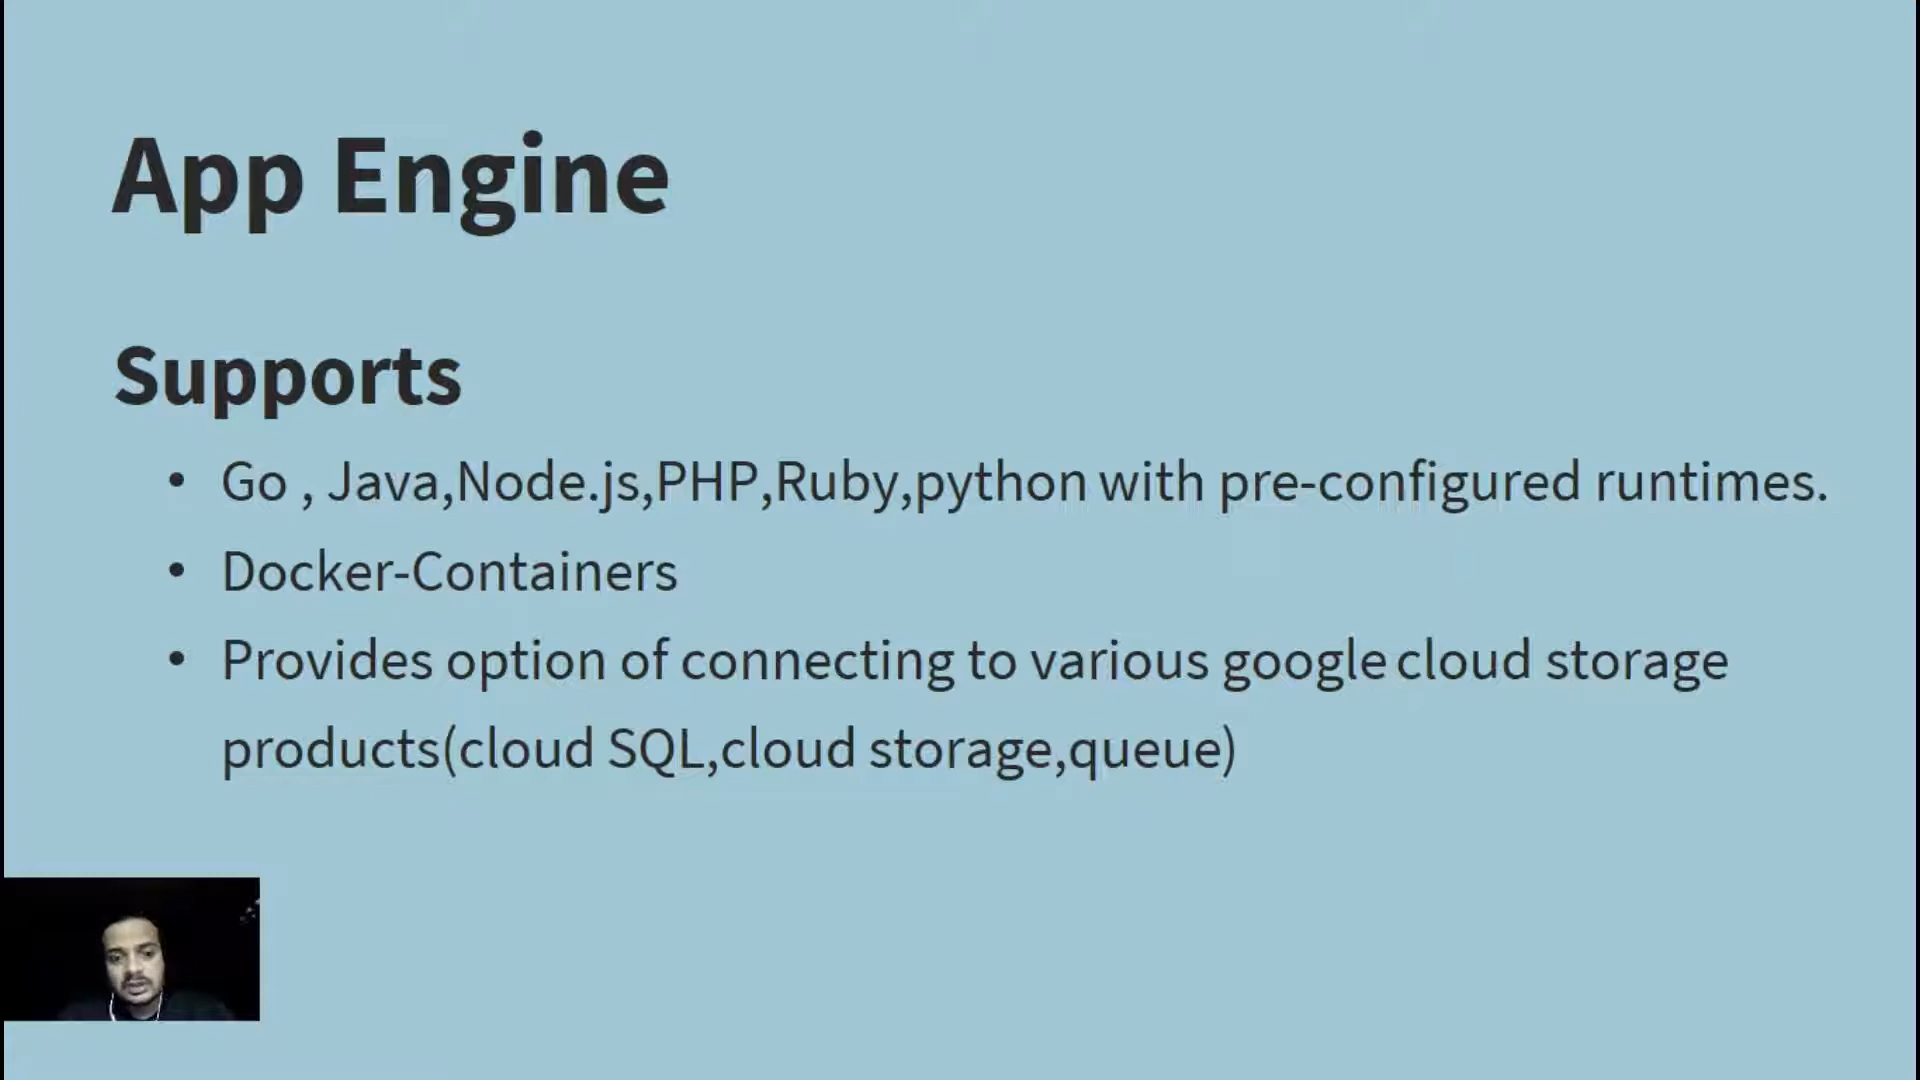 App Engine
Supports
• Go , Java,Node.js,PHP,Ruby,python with pre-configured runtimes.
• Docker-Containers
• Provides option of connecting to various google cloud storage
products(cloud SQL,cloud storage,queue)